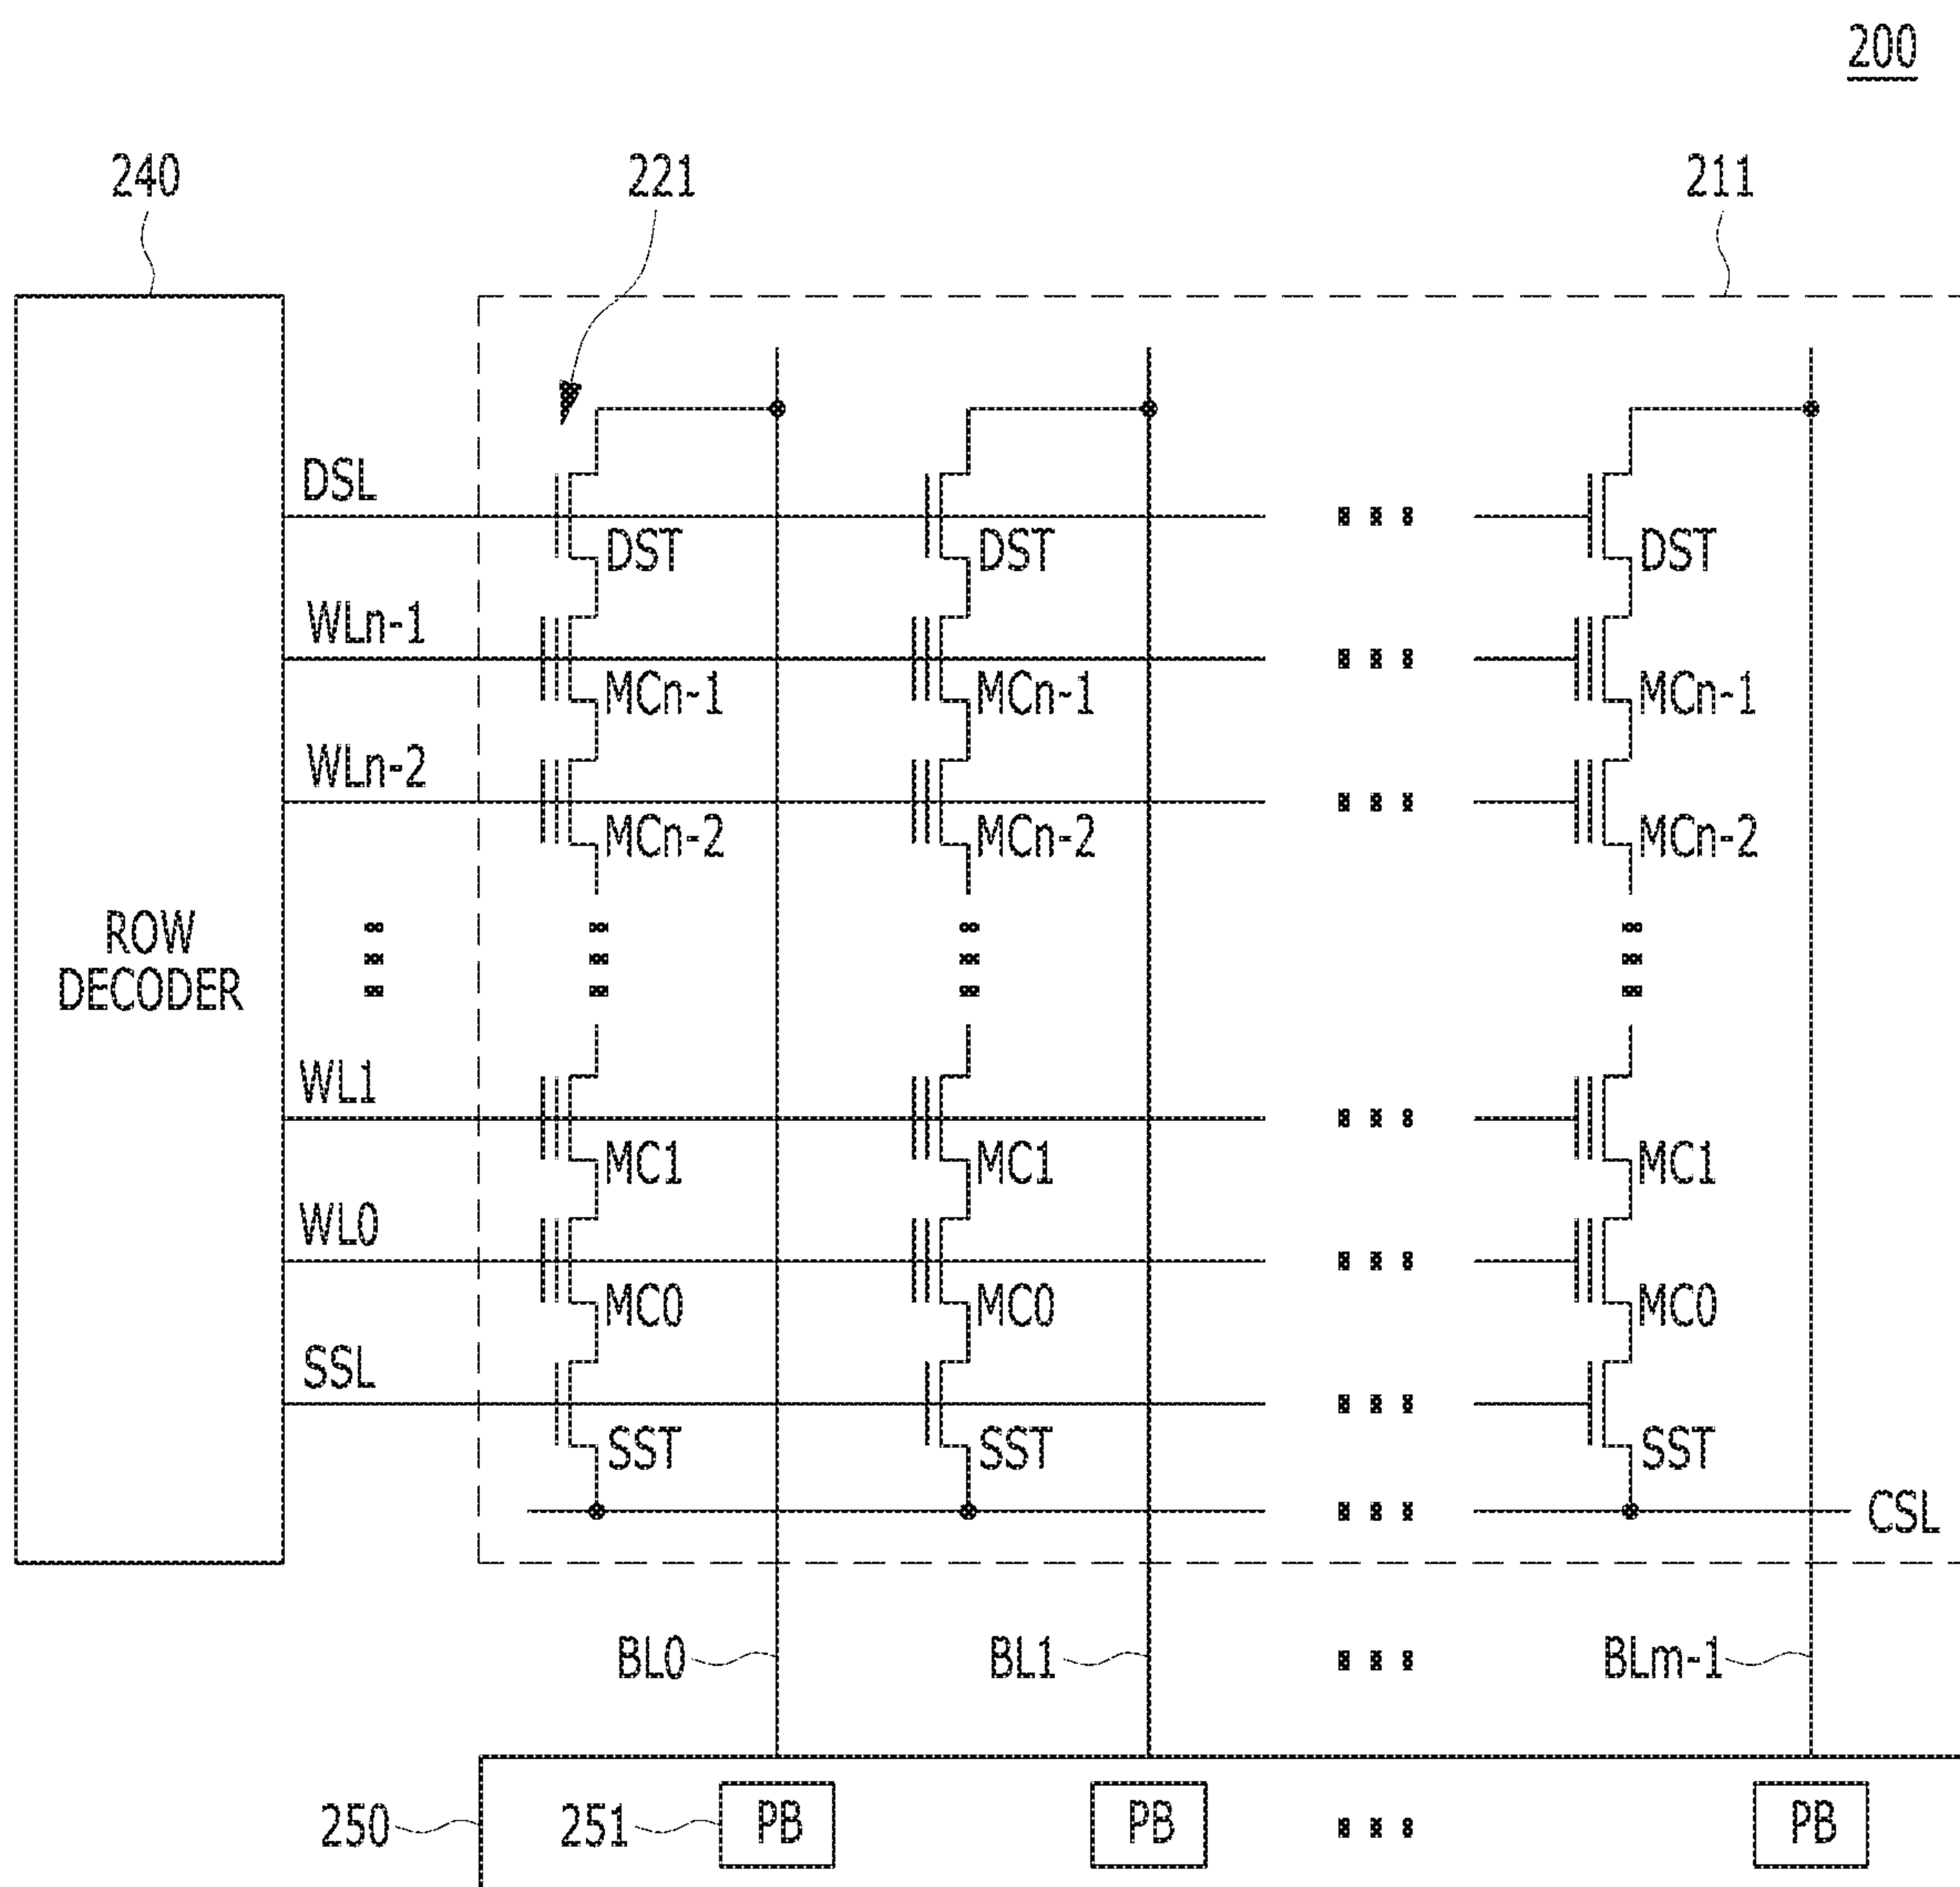 200
240
221
211
DSL
DST
DST
DST
WLn-1
MCn-1
MCn-1
MCn-1
WLn-2
MCn-2
MCn-2
MCn-2
ROW
DECODER
WL1
MC1
MC1
MC1
WL0
MC0
MC0
MC0
SSL
SST
SST
SST
CSL
BL0
BL1
BLm-1
250
251
PB
PB
PB